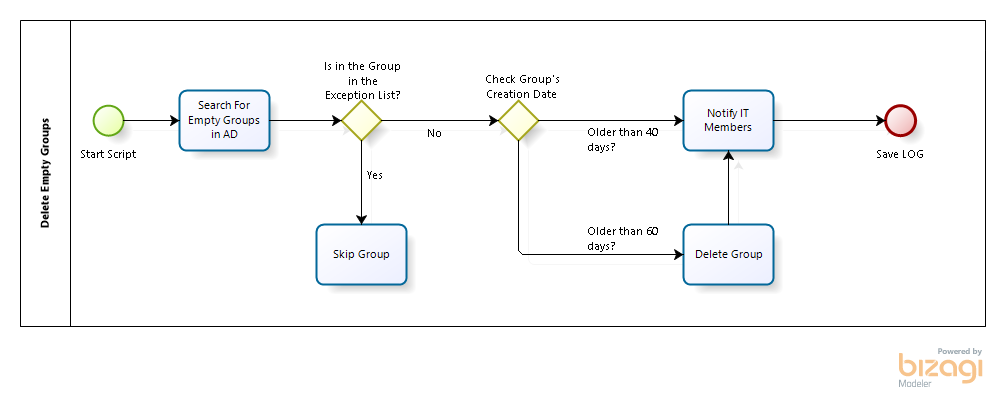 Delete Empty Groups
Start Script
Search For
Empty Groups
in AD
Is in the Group
in the
Exception List?
Yes
No
Skip Group
Check Group's
Creation Date
Older than 40
days?
Older than 60
days?
Notify IT
Members
Delete Group
Save LOG
Powered by
bizagi
Modeler